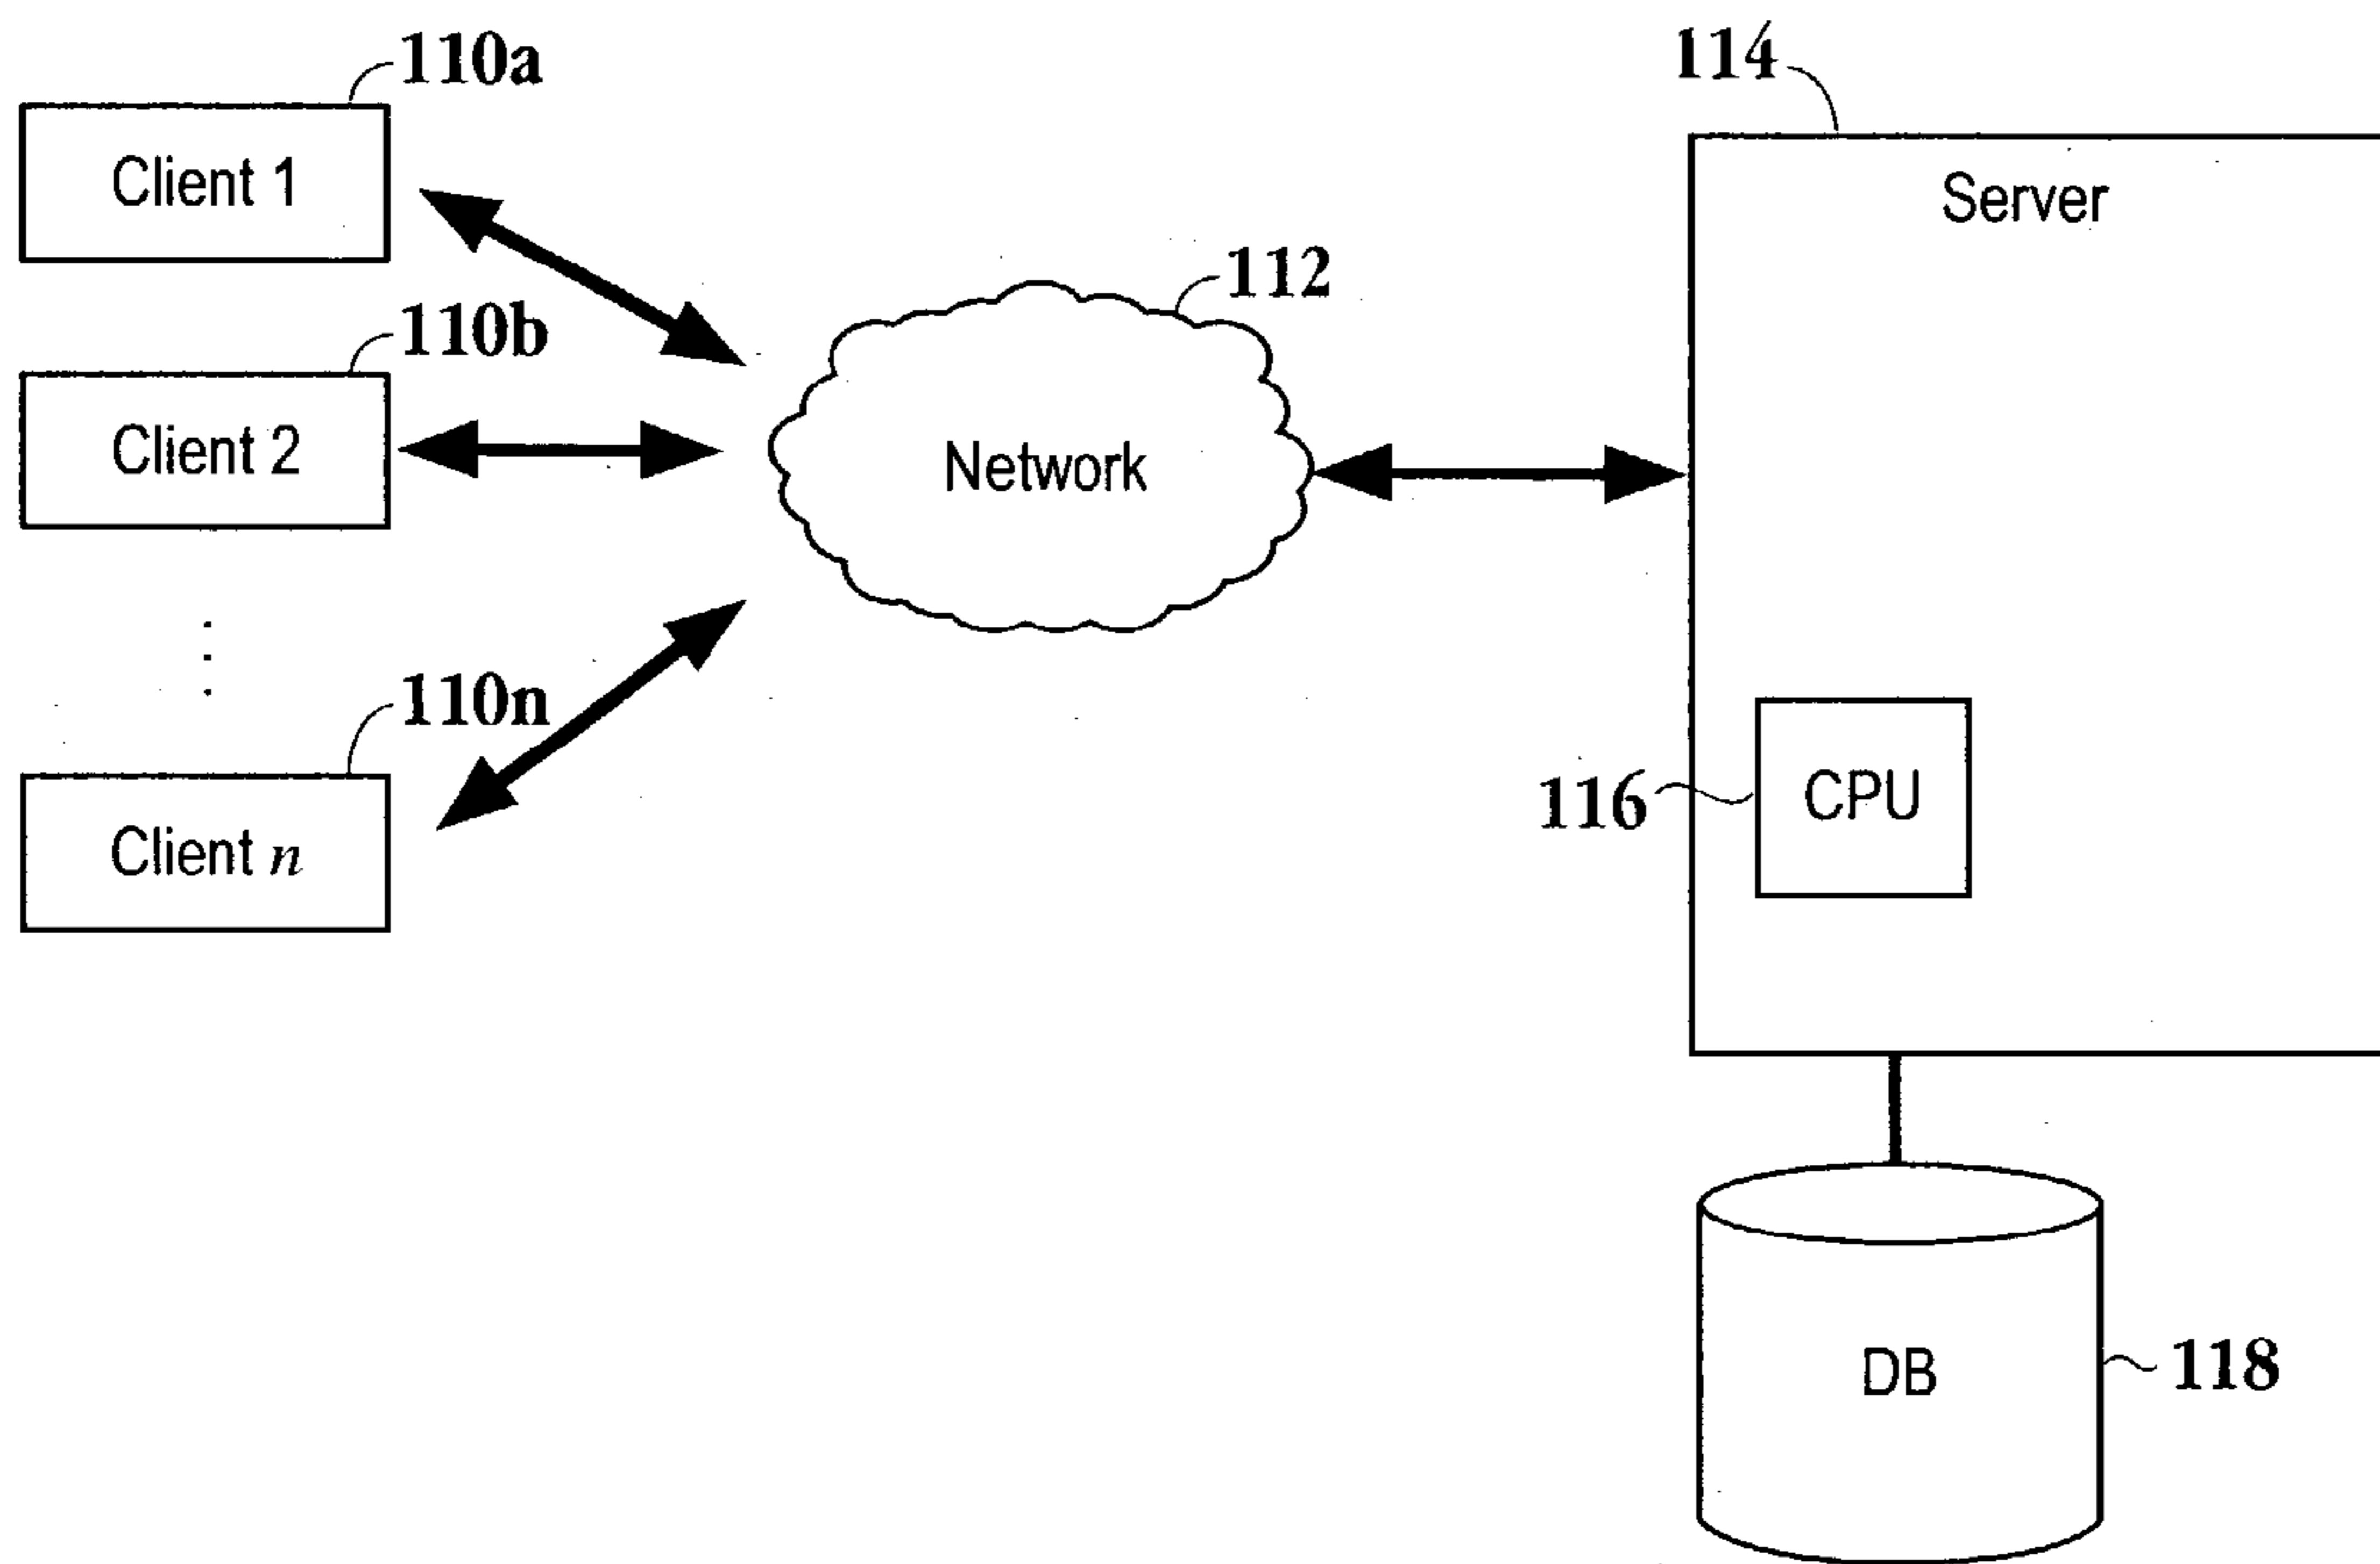 110a
Client 1
110b
Client 2
110n
Client n
112
Network
114
Server
116
CPU
DB
118